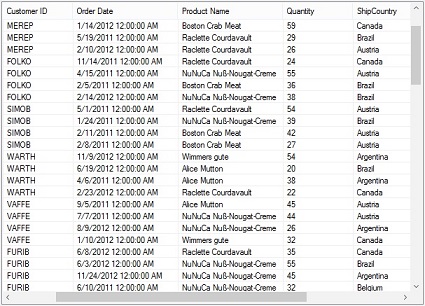 Customer ID Order Date Product Name Quantity ShipCountry
MEREP 1/14/2012 12:00:00 AM Boston Crab Meat 59 Canada
MEREP 5/15/2011 12:00:00 AM Raclette Courdavault 29 Brazil
MEREP 2/10/2012 12:00:00 AM Raclette Courdavault 26 Austria
FOLKO 11/14/2011 12:00:00 AM Raclette Courdavault 24 Canada
FOLKO 4/15/2011 12:00:00 AM NuNuCa Nuß-Nougat-Creme 55 Austria
FOLKO 2/5/2011 12:00:00 AM Boston Crab Meat 36 Brazil
FOLKO 2/14/2012 12:00:00 AM NuNuCa Nuß-Nougat-Creme 38 Brazil
SIMOB 5/1/2011 12:00:00 AM Raclette Courdavault 54 Austria
SIMOB 1/24/2011 12:00:00 AM NuNuCa Nuß-Nougat-Creme 39 Brazil
SIMOB 2/11/2011 12:00:00 AM Boston Crab Meat 42 Austria
SIMOB 2/8/2011 12:00:00 AM Boston Crab Meat 27 Austria
WARTH 11/9/2012 12:00:00 AM Wimmers gute 54 Argentina
WARTH 6/19/2012 12:00:00 AM Alice Mutton 20 Brazil
WARTH 4/6/2011 12:00:00 AM Alice Mutton 38 Argentina
WARTH 2/23/2012 12:00:00 AM Raclette Courdavault 22 Canada
VAFFE 9/5/2011 12:00:00 AM Alice Mutton 45 Austria
VAFFE 7/7/2011 12:00:00 AM NuNuCa Nuß-Nougat-Creme 44 Austria
VAFFE 8/9/2012 12:00:00 AM NuNuCa Nuß-Nougat-Creme 26 Argentina
VAFFE 1/10/2012 12:00:00 AM Wimmers gute 32 Canada
FURIB 6/8/2012 12:00:00 AM Raclette Courdavault 35 Canada
FURIB 6/3/2012 12:00:00 AM NuNuCa Nuß-Nougat-Creme 55 Brazil
FURIB 11/24/2012 12:00:00 AM NuNuCa Nuß-Nougat-Creme 45 Argentina
FURIB 6/10/2011 12:00:00 AM NuNuCa Nuß-Nougat-Creme 32 Belgium